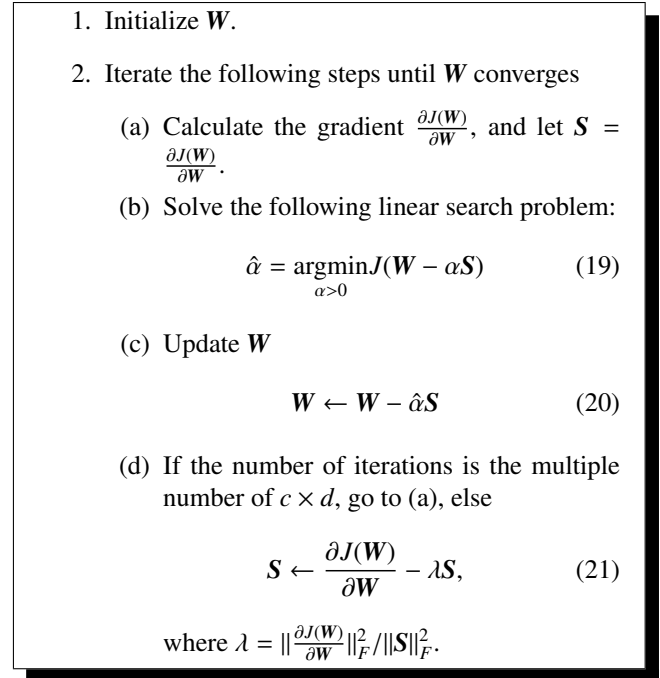 1. Initialize W.
2. Iterate the following steps until W converges
(a) Calculate the gradient ∂J(W)/∂W, and let S =
∂J(W)/∂W.
(b) Solve the following linear search problem:
α̂ = argmin J(W − αS) (19)
α>0
(c) Update W
W ← W − α̂S (20)
(d) If the number of iterations is the multiple
number of c × d, go to (a), else
S ← ∂J(W)/∂W − λS, (21)
where λ = ||∂J(W)/∂W||²_F/||S||²_F.